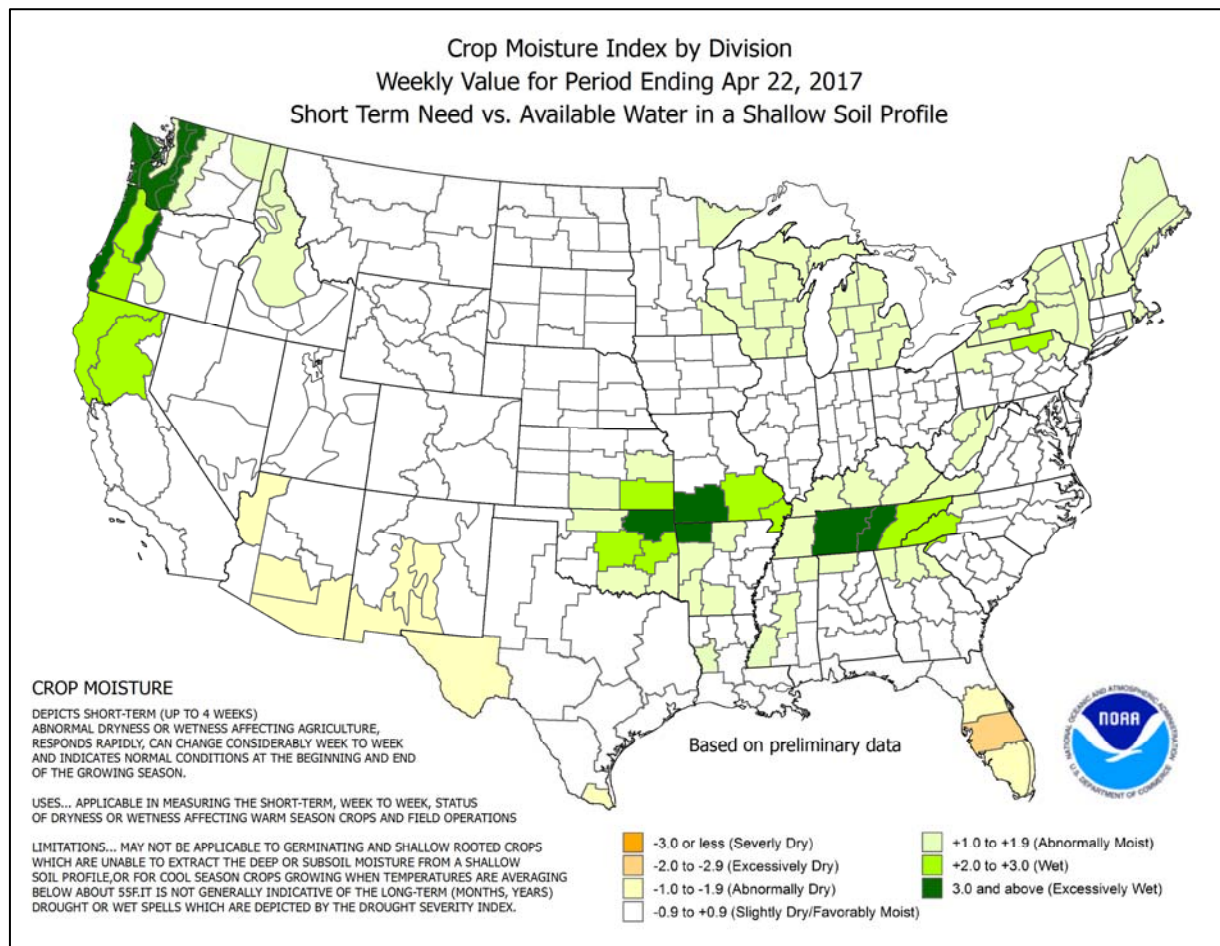 Crop Moisture Index by Division
Weekly Value for Period Ending Apr 22, 2017
Short Term Need vs. Available Water in a Shallow Soil Profile
CROP MOISTURE
DEPICTS SHORT-TERM (UP TO 4 WEEKS)
ABNORMAL DRYNESS OR WETNESS AFFECTING AGRICULTURE,
RESPONDS RAPIDLY, CAN CHANGE CONSIDERABLY WEEK TO WEEK
AND INDICATES NORMAL CONDITIONS AT THE BEGINNING AND END
OF THE GROWING SEASON.
USES... APPLICABLE IN MEASURING THE SHORT-TERM, WEEK TO WEEK, STATUS
OF DRYNESS OR WETNESS AFFECTING WARM SEASON CROPS AND FIELD OPERATIONS
LIMITATIONS... MAY NOT BE APPLICABLE TO GERMINATING AND SHALLOW ROOTED CROPS
WHICH ARE UNABLE TO EXTRACT THE DEEP OR SUBSOIL MOISTURE FROM A SHALLOW
SOIL PROFILE,OR FOR COOL SEASON CROPS GROWING WHEN TEMPERATURES ARE AVERAGING
BELOW ABOUT 55F.IT IS NOT GENERALLY INDICATIVE OF THE LONG-TERM (MONTHS, YEARS)
DROUGHT OR WET SPELLS WHICH ARE DEPICTED BY THE DROUGHT SEVERITY INDEX.
Based on preliminary data
NATIONAL OCEANIC AND ATMOSPHERIC ADMINISTRATION
NOAA
U.S. DEPARTMENT OF COMMERCE
-3.0 or less (Severly Dry)
-2.0 to -2.9 (Excessively Dry)
-1.0 to -1.9 (Abnormally Dry)
-0.9 to +0.9 (Slightly Dry/Favorably Moist)
+1.0 to +1.9 (Abnormally Moist)
+2.0 to +3.0 (Wet)
3.0 and above (Excessively Wet)